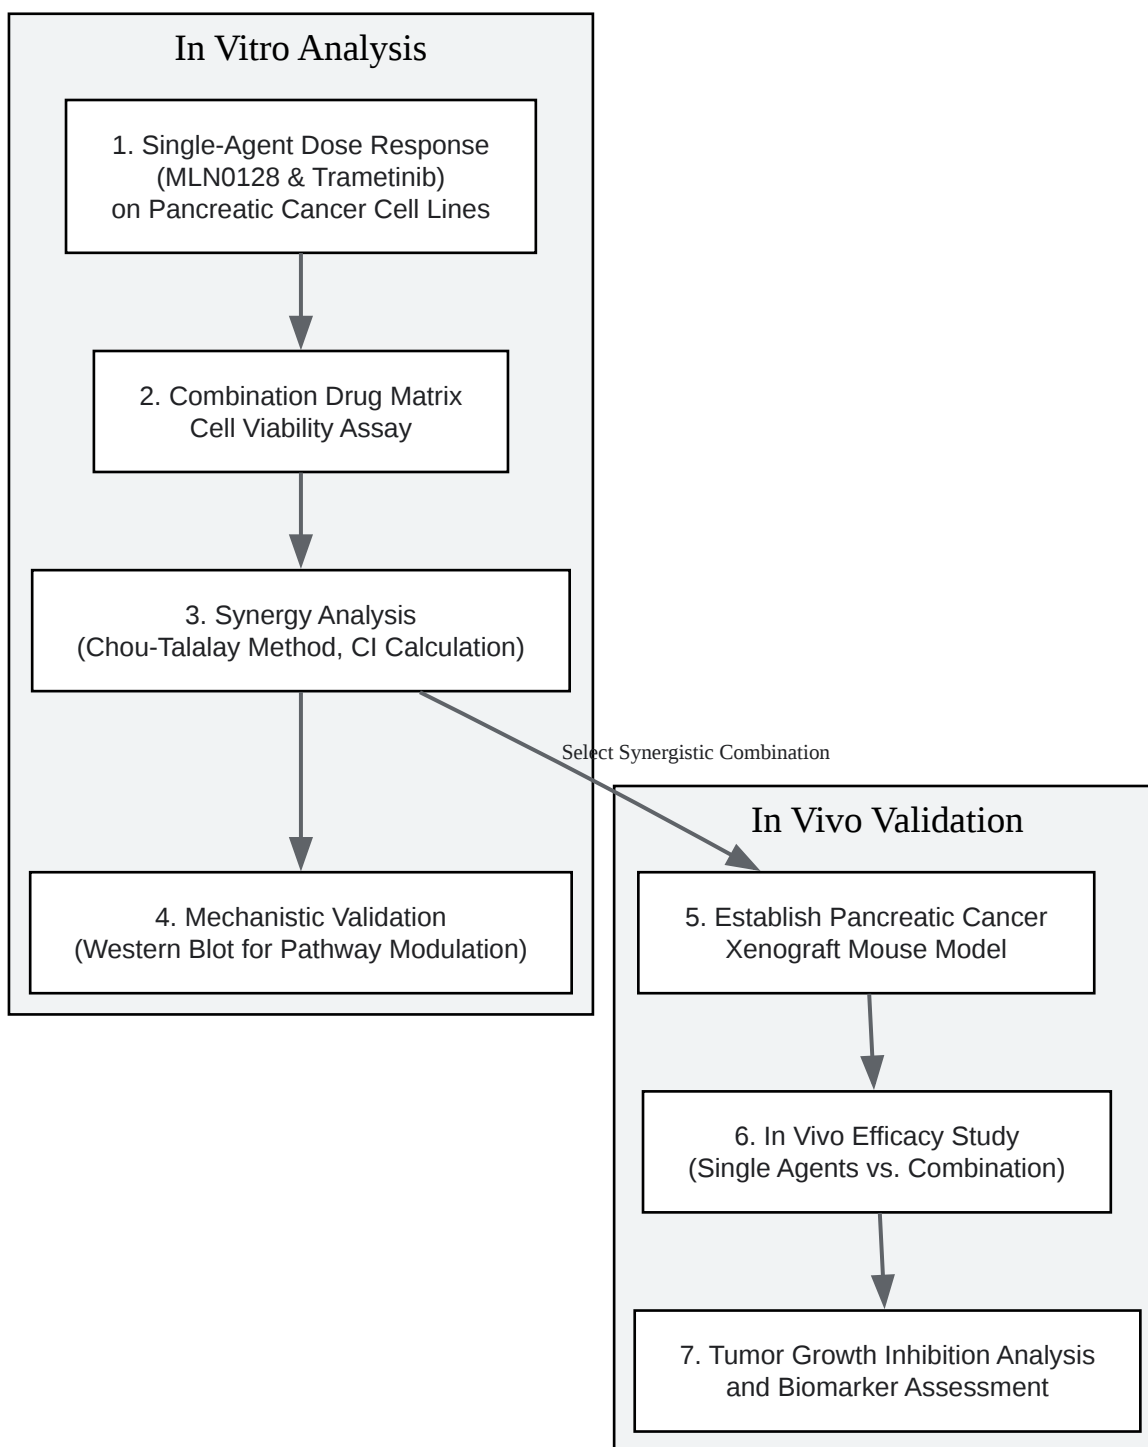 In Vitro Analysis
1. Single-Agent Dose Response
(MLN0128 & Trametinib)
on Pancreatic Cancer Cell Lines
2. Combination Drug Matrix
Cell Viability Assay
3. Synergy Analysis
(Chou-Talalay Method, CI Calculation)
Select Synergistic Combination
4. Mechanistic Validation
(Western Blot for Pathway Modulation)
In Vivo Validation
5. Establish Pancreatic Cancer
Xenograft Mouse Model
6. In Vivo Efficacy Study
(Single Agents vs. Combination)
7. Tumor Growth Inhibition Analysis
and Biomarker Assessment